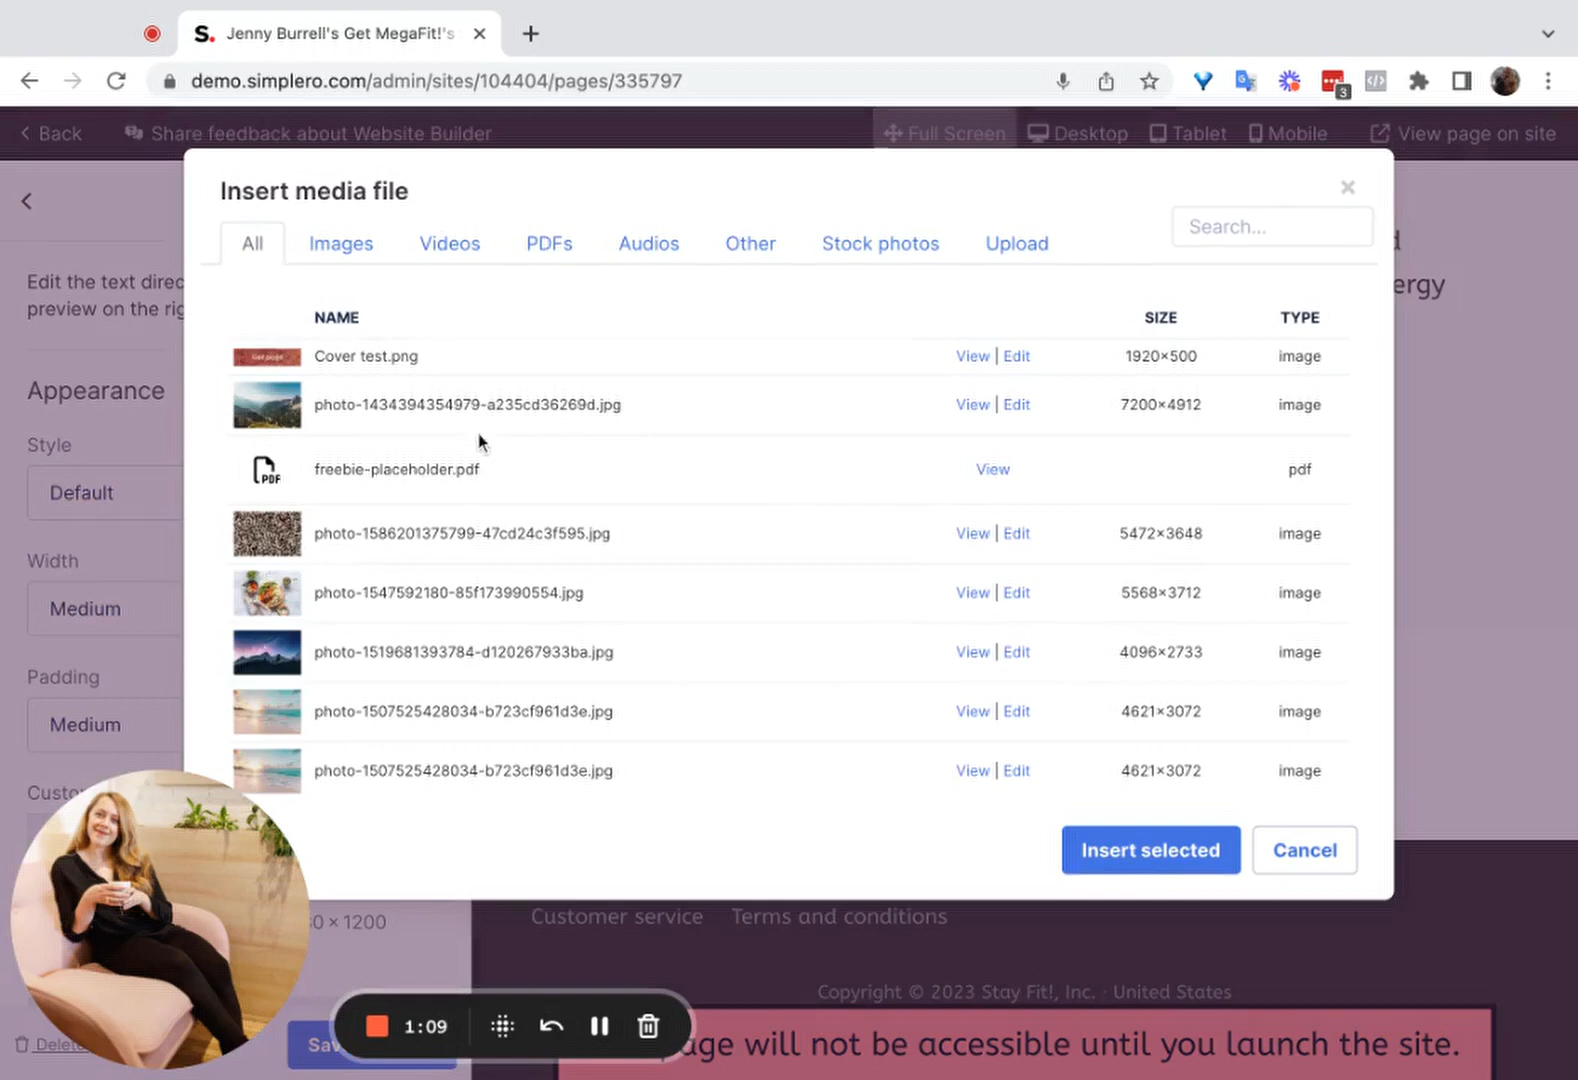 S. Jenny Burrell's Get MegaFit!'s
demo.simplero.com/admin/sites/104404/pages/335797
3
Back
Share feedback about Website Builder
Full Screen
Desktop
Tablet
Mobile
View page on site
Insert media file
Search...
All
Images
Videos
PDFs
Audios
Other
Stock photos
Upload
Edit the text direc
preview on the rig
ergy
NAME
SIZE
TYPE
Cover test.png
View | Edit
1920×500
image
photo-1434394354979-a235cd36269d.jpg
View | Edit
7200×4912
image
PDF
freebie-placeholder.pdf
View
pdf
photo-1586201375799-47cd24c3f595.jpg
View | Edit
5472×3648
image
photo-1547592180-85f173990554.jpg
View | Edit
5568×3712
image
photo-1519681393784-d120267933ba.jpg
View | Edit
4096×2733
image
photo-1507525428034-b723cf961d3e.jpg
View | Edit
4621×3072
image
photo-1507525428034-b723cf961d3e.jpg
View | Edit
4621×3072
image
Appearance
Style
Default
Width
Medium
Padding
Medium
Custo
Insert selected
Cancel
0 × 1200
Customer service
Terms and conditions
Copyright © 2023 Stay Fit!, Inc. · United States
Delete
Sav
1:09
age will not be accessible until you launch the site.